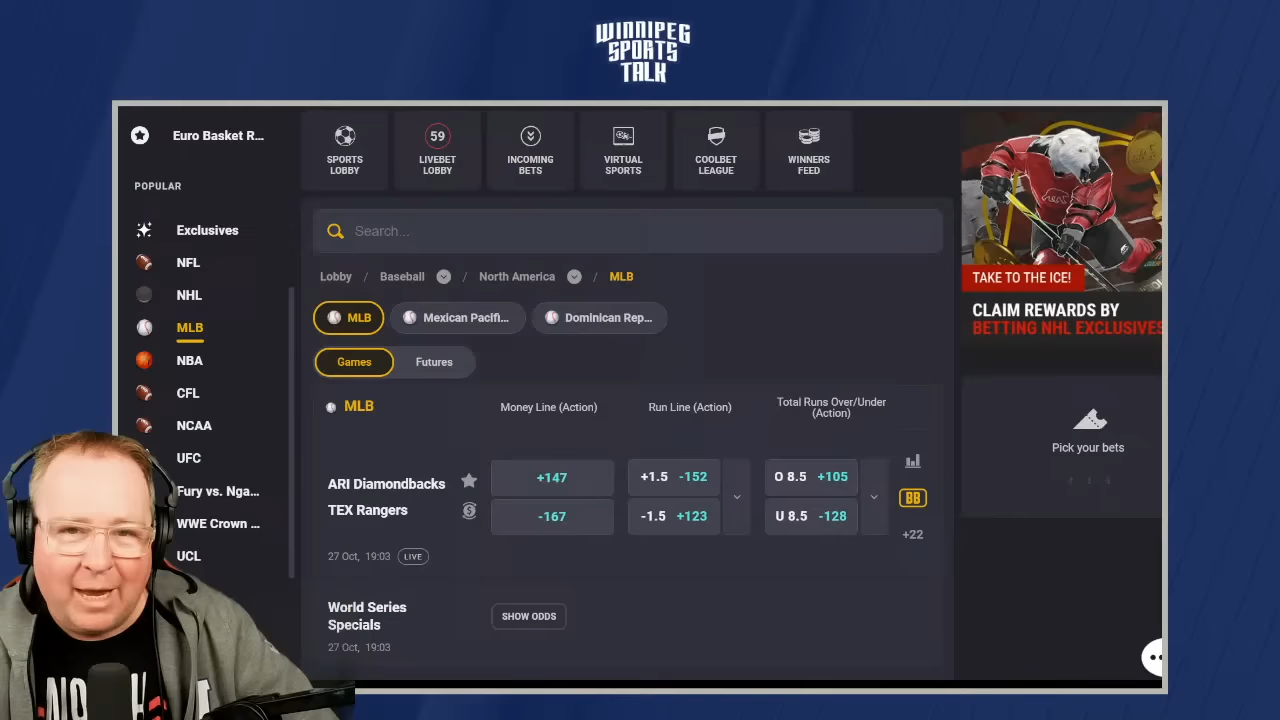 WINNIPEG
SPORTS
TALK
Euro Basket R...
POPULAR
Exclusives
NFL
NHL
MLB
NBA
CFL
NCAA
UFC
Fury vs. Nga...
WWE Crown ...
UCL
SPORTS
LOBBY
59
LIVEBET
LOBBY
INCOMING
BETS
VIRTUAL
SPORTS
COOLBET
LEAGUE
WINNERS
FEED
Search...
Lobby / Baseball / North America / MLB
MLB Mexican Pacifi... Dominican Rep...
Games Futures
MLB Money Line (Action) Run Line (Action) Total Runs Over/Under
(Action)
ARI Diamondbacks +147 +1.5 -152 O 8.5 +105
TEX Rangers -167 -1.5 +123 U 8.5 -128
BB
+22
27 Oct, 19:03 LIVE
World Series
Specials
SHOW ODDS
27 Oct, 19:03
TAKE TO THE ICE!
CLAIM REWARDS BY
BETTING NHL EXCLUSIVES
Pick your bets